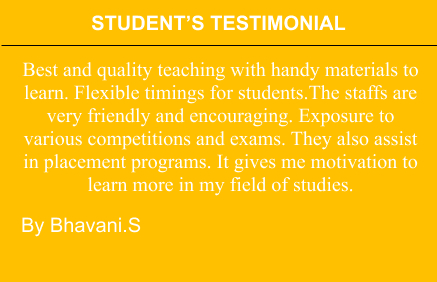 STUDENT’S TESTIMONIAL
Best and quality teaching with handy materials to
learn. Flexible timings for students.The staffs are
very friendly and encouraging. Exposure to
various competitions and exams. They also assist
in placement programs. It gives me motivation to
learn more in my field of studies.
By Bhavani.S